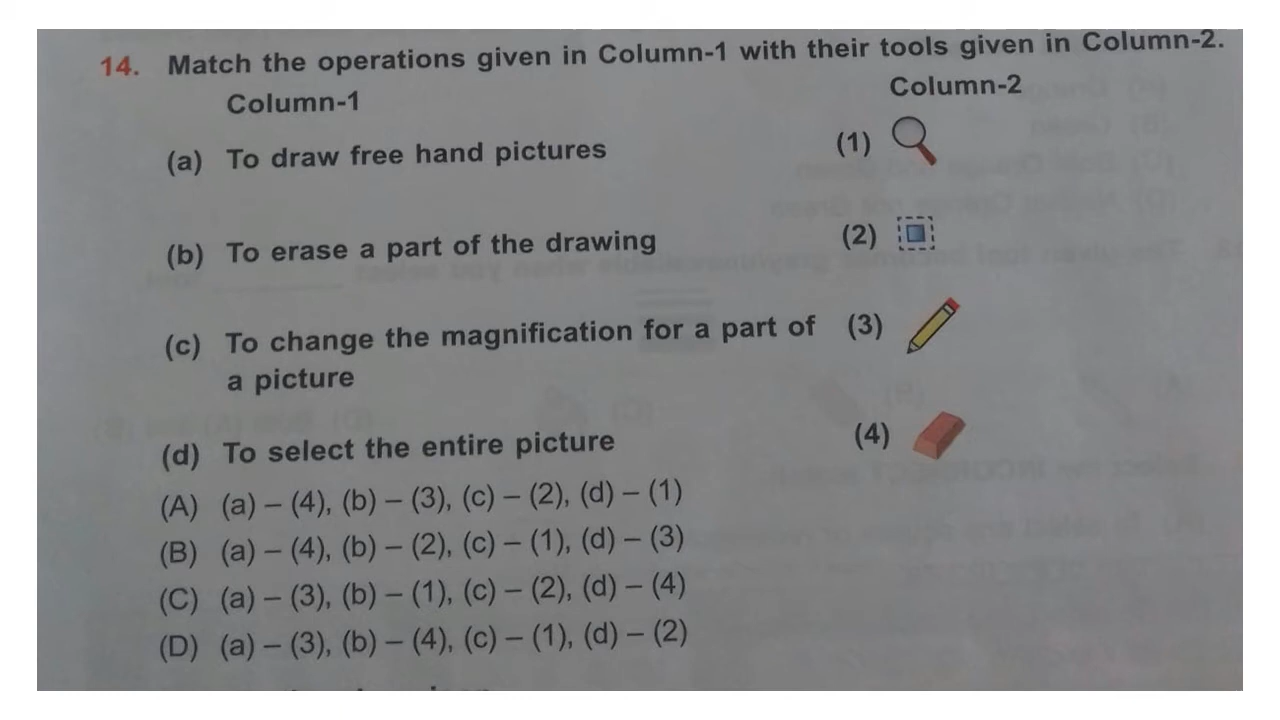 14. Match the operations given in Column-1 with their tools given in Column-2.
Column-1 Column-2
(a) To draw free hand pictures (1)
(b) To erase a part of the drawing (2)
(c) To change the magnification for a part of (3)
a picture
(d) To select the entire picture (4)
(A) (a) – (4), (b) – (3), (c) – (2), (d) – (1)
(B) (a) – (4), (b) – (2), (c) – (1), (d) – (3)
(C) (a) – (3), (b) – (1), (c) – (2), (d) – (4)
(D) (a) – (3), (b) – (4), (c) – (1), (d) – (2)